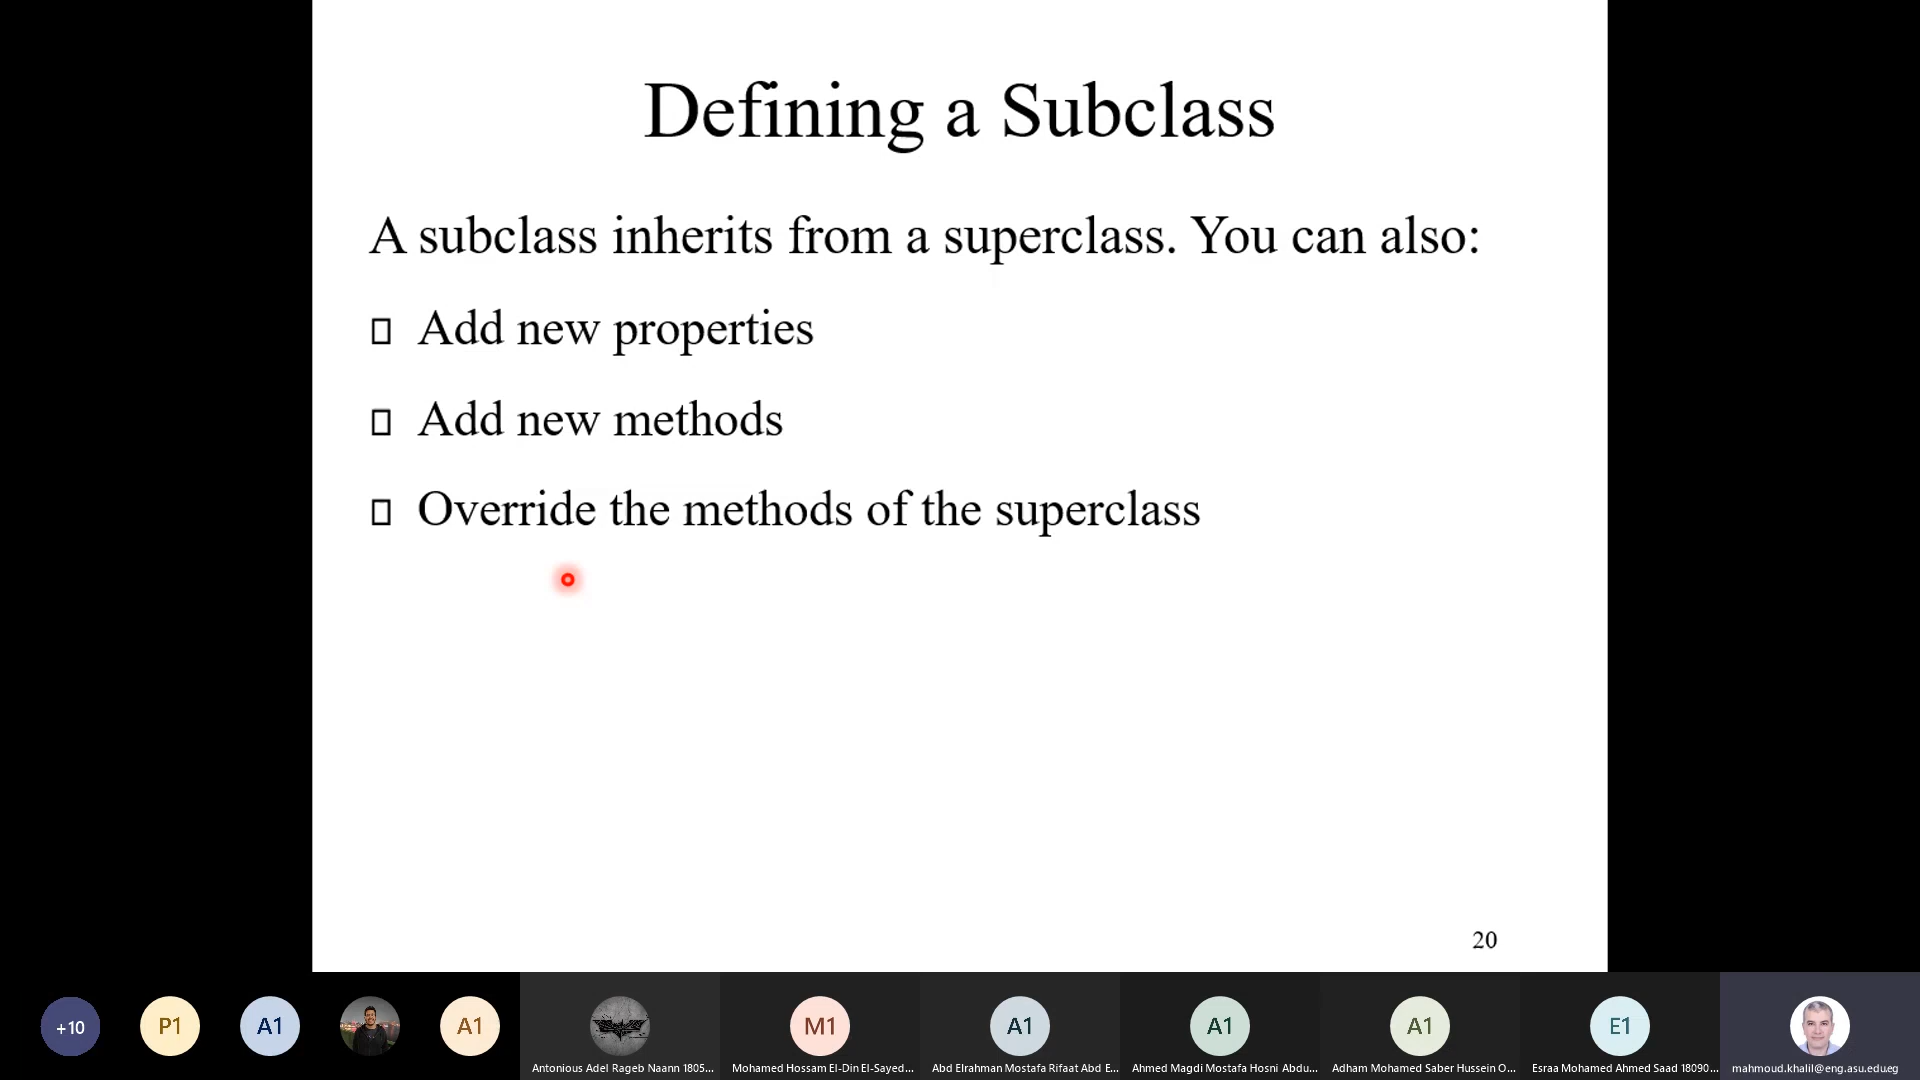 Defining a Subclass
A subclass inherits from a superclass. You can also:
Add new properties
Add new methods
Override the methods of the superclass
20
+10
P1
A1
A1
M1
A1
A1
A1
E1
Antonious Adel Rageb Naann 1805...
Mohamed Hossam El-Din El-Sayed...
Abd Elrahman Mostafa Rifaat Abd E...
Ahmed Magdi Mostafa Hosni Abdu...
Adham Mohamed Saber Hussein O...
Esraa Mohamed Ahmed Saad 18090...
mahmoud.khalil@eng.asu.edu.eg